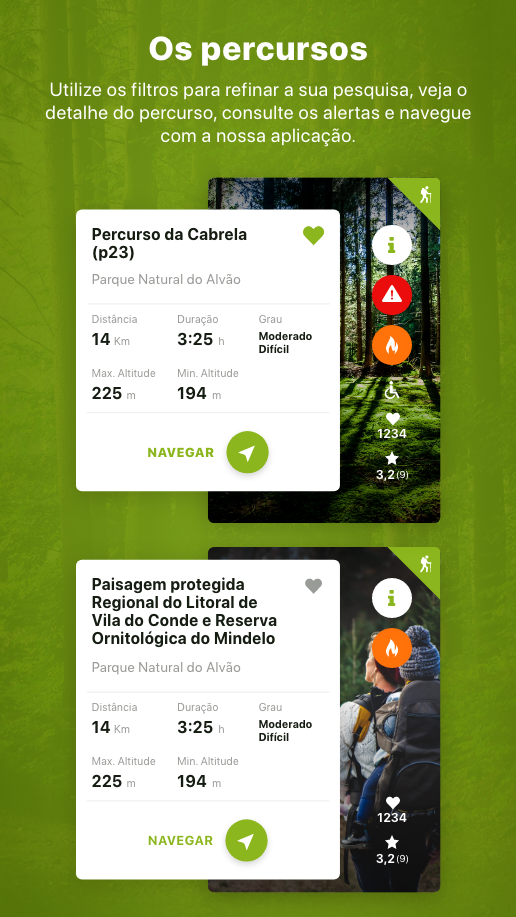 Os percursos
Utilize os filtros para refinar a sua pesquisa, veja o
detalhe do percurso, consulte os alertas e navegue
com a nossa aplicação.
Percurso da Cabrela
(p23)
Parque Natural do Alvão
Distância Duração Grau
14 Km 3:25 h Moderado
Difícil
Max. Altitude Min. Altitude
225 m 194 m
NAVEGAR
1234
3,2 (9)
Paisagem protegida
Regional do Litoral de
Vila do Conde e Reserva
Ornitológica do Mindelo
Parque Natural do Alvão
Distância Duração Grau
14 Km 3:25 h Moderado
Difícil
Max. Altitude Min. Altitude
225 m 194 m
NAVEGAR
1234
3,2 (9)